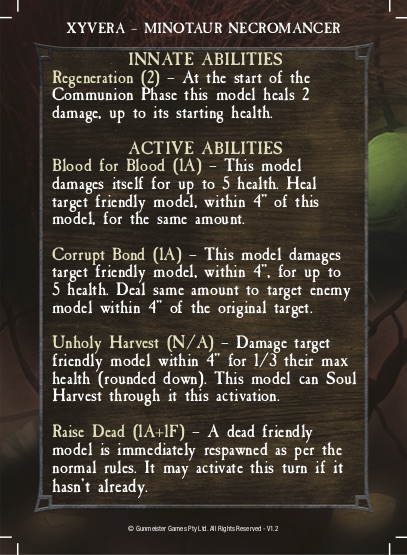 XYVERA – MINOTAUR NECROMANCER
INNATE ABILITIES
Regeneration (2) – At the start of the
Communion Phase this model heals 2
damage, up to its starting health.
ACTIVE ABILITIES
Blood for Blood (1A) – This model
damages itself for up to 5 health. Heal
target friendly model, within 4" of this
model, for the same amount.
Corrupt Bond (1A) – This model damages
target friendly model, within 4", for up to
5 health. Deal same amount to target enemy
model within 4" of the original target.
Unholy Harvest (N/A) – Damage target
friendly model within 4" for 1/3 their max
health (rounded down). This model can Soul
Harvest through it this activation.
Raise Dead (1A+1F) – A dead friendly
model is immediately respawned as per the
normal rules. It may activate this turn if it
hasn't already.
© Gunmeister Games Pty Ltd. All Rights Reserved - V1.2